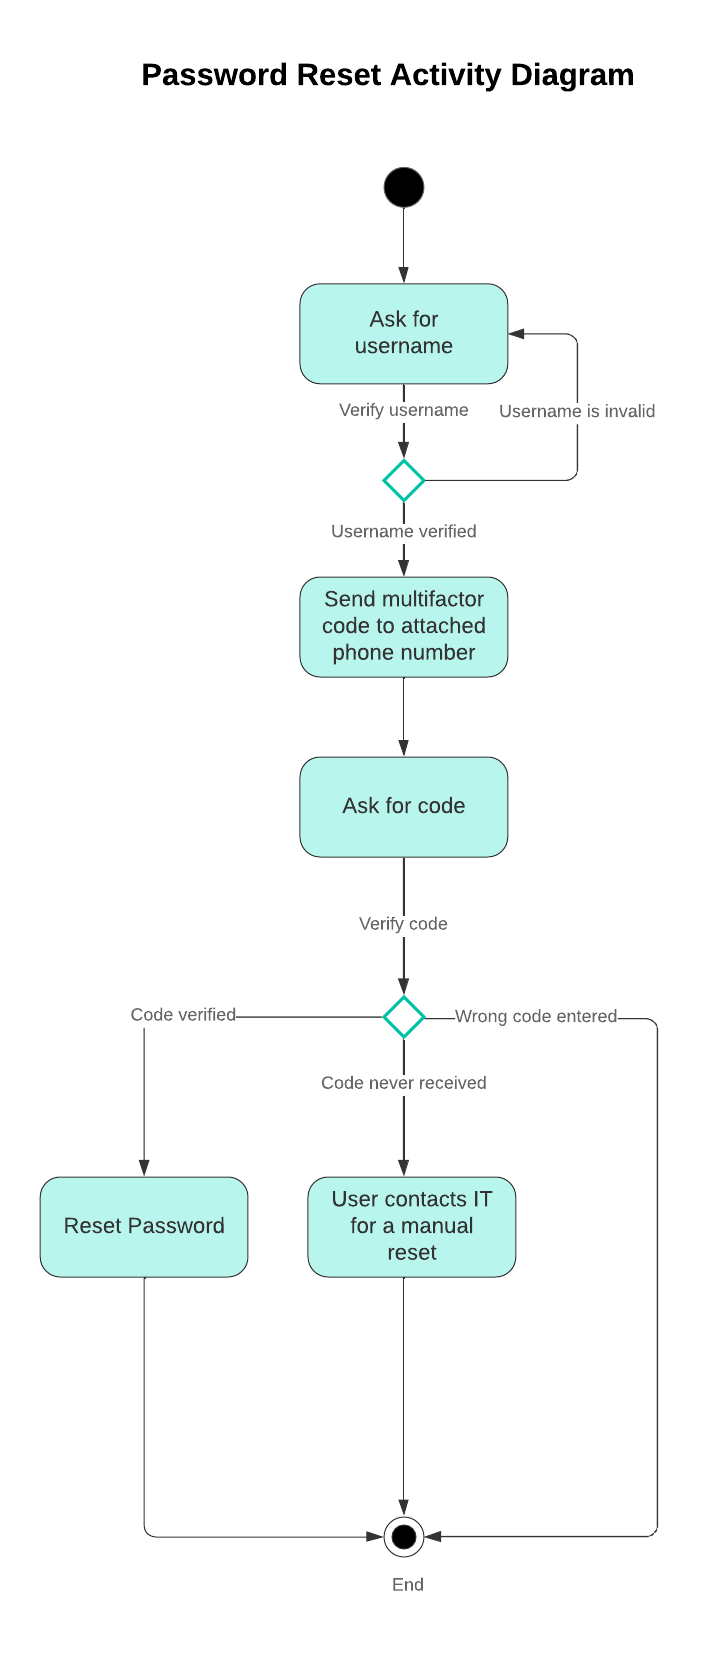 Password Reset Activity Diagram
Ask for
username
Verify username
Username is invalid
Username verified
Send multifactor
code to attached
phone number
Ask for code
Verify code
Code verified
Wrong code entered
Code never received
Reset Password
User contacts IT
for a manual
reset
End